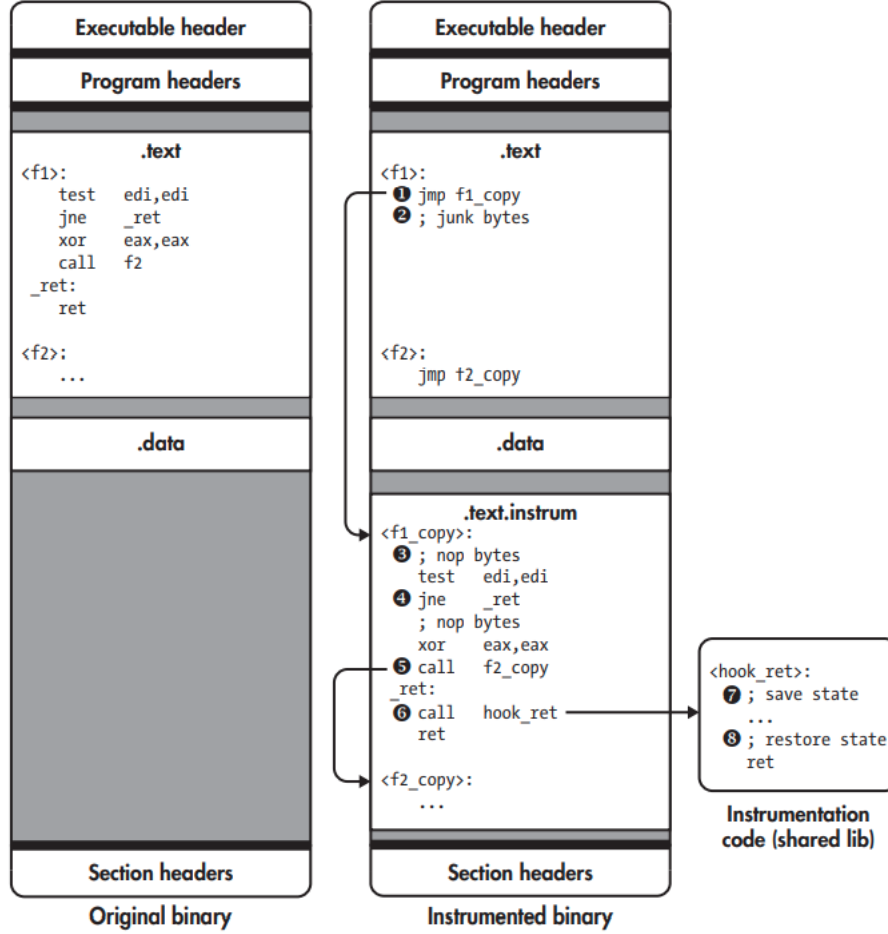 Executable header
Program headers
.text
<f1>:
test edi,edi
jne _ret
xor eax,eax
call f2
_ret:
ret
<f2>:
...
.data
Section headers
Original binary
Executable header
Program headers
.text
<f1>:
❶ jmp f1_copy
❷ ; junk bytes
<f2>:
jmp f2_copy
.data
.text.instrum
<f1_copy>:
❸ ; nop bytes
test edi,edi
❹ jne _ret
; nop bytes
xor eax,eax
❺ call f2_copy
_ret:
❻ call hook_ret
ret
<f2_copy>:
...
Section headers
Instrumented binary
<hook_ret>:
❼ ; save state
...
❽ ; restore state
ret
Instrumentation
code (shared lib)